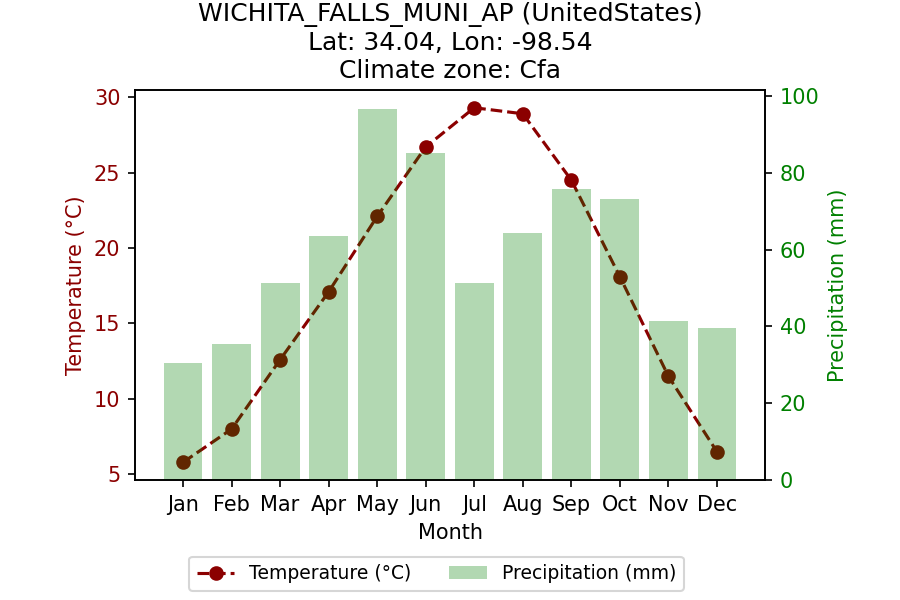 WICHITA_FALLS_MUNI_AP (UnitedStates)
Lat: 34.04, Lon: -98.54
Climate zone: Cfa
30
25
20
15
10
5
Temperature (°C)
100
80
60
40
20
0
Precipitation (mm)
Jan Feb Mar Apr May Jun Jul Aug Sep Oct Nov Dec
Month
Temperature (°C) Precipitation (mm)